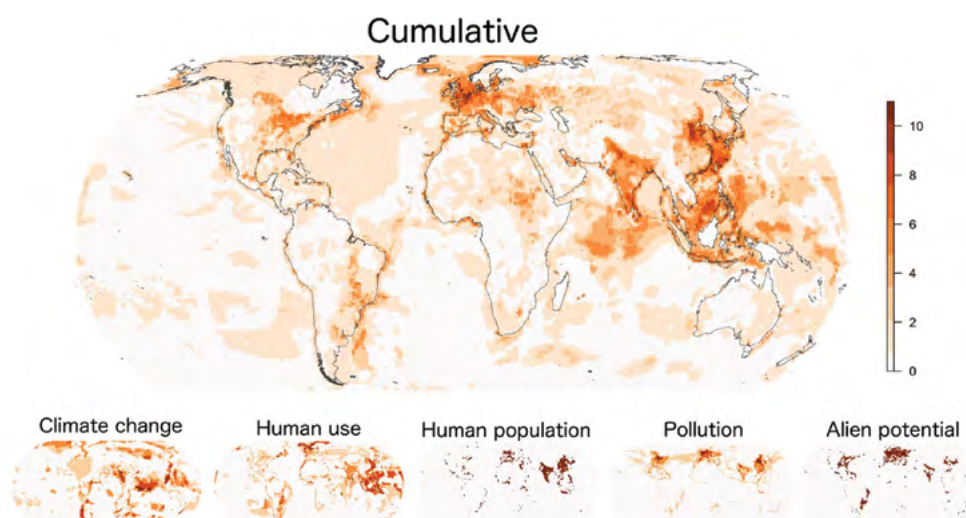 Cumulative
10
8
6
4
2
0
Climate change
Human use
Human population
Pollution
Alien potential